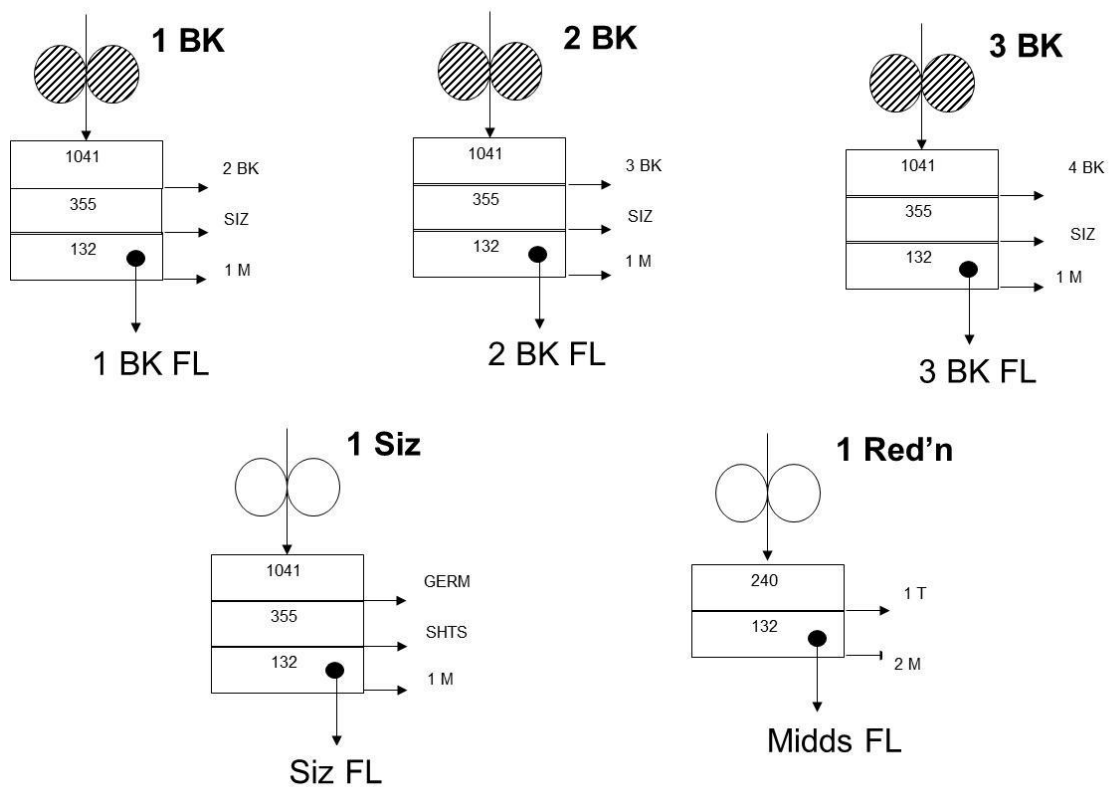 1 BK
1041
2 BK
355
SIZ
132
1 M
1 BK FL
2 BK
1041
3 BK
355
SIZ
132
1 M
2 BK FL
3 BK
1041
4 BK
355
SIZ
132
1 M
3 BK FL
1 Siz
1041
GERM
355
SHTS
132
1 M
Siz FL
1 Red’n
240
1 T
132
2 M
Midds FL